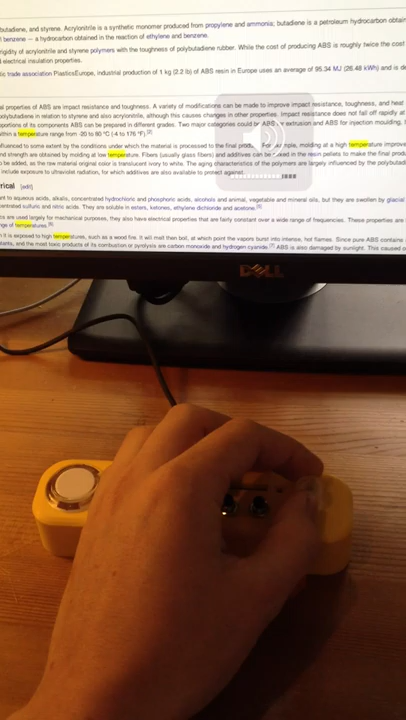 adiene, and styrene. Acrylonitrile is a synthetic monomer produced from propylene and ammonia; butadiene is a petroleum hydrocarbon obtain
l benzene – a hydrocarbon obtained in the reaction of ethylene and benzene.
rigidity of acrylonitrile and styrene polymers with the toughness of polybutadiene rubber. While the cost of producing ABS is roughly twice the cost
electrical insulation properties.
tic trade association PlasticsEurope, industrial production of 1 kg (2.2 lb) of ABS resin in Europe uses an average of 95.34 MJ (26.48 kWh) and is de
al properties of ABS are impact resistance and toughness. A variety of modifications can be made to improve impact resistance, toughness, and heat
olybutadiene in relation to styrene and also acrylonitrile, although this causes changes in other properties. Impact resistance does not fall off rapidly at
portions of its components ABS can be prepared in different grades. Two major categories could be ABS extrusion and ABS for injection moulding,
ithin a temperature range from -20 to 80 °C (-4 to 176 °F).[2]
fluenced to some extent by the conditions under which the material is processed to the final product. For example, molding at a high temperature improve
nd strength are obtained by molding at low temperature. Fibers (usually glass fibers) and additives can be mixed in the resin pellets to make the final prod
o be added, as the raw material original color is translucent ivory to white. The aging characteristics of the polymers are largely influenced by the polybutad
include exposure to ultraviolet radiation, for which additives are also available to protect against.
rical [edit]
nt to aqueous acids, alkalis, concentrated hydrochloric and phosphoric acids, alcohols and animal, vegetable and mineral oils, but they are swollen by glacial
centrated sulfuric and nitric acids. They are soluble in esters, ketones, ethylene dichloride and acetone.
cs are used largely for mechanical purposes, they also have electrical properties that are fairly constant over a wide range of frequencies. These properties are
nge of temperatures.
n it is exposed to high temperatures, such as a wood fire. It will melt then boil, at which point the vapors burst into intense, hot flames. Since pure ABS contains
and the most toxic products of its combustion or pyrolysis are carbon monoxide and hydrogen cyanide. ABS is also damaged by sunlight. This caused
DELL